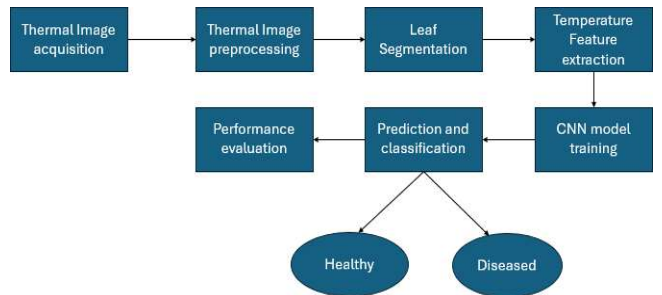 Thermal Image
acquisition
Thermal Image
preprocessing
Leaf
Segmentation
Temperature
Feature
extraction
Performance
evaluation
Prediction and
classification
CNN model
training
Healthy
Diseased